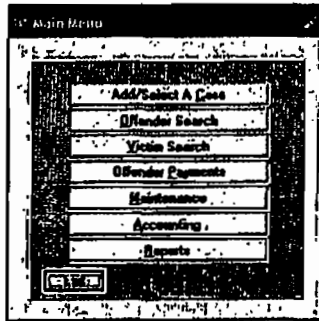 Main Menu
Add/Select A Case
Offender Search
Victim Search
Offender Payments
Maintenance
Accounting
Reports